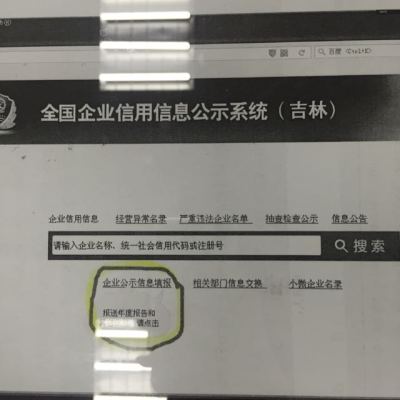 百度 <Ctrl+K>
全国企业信用信息公示系统（吉林）
企业信用信息 经营异常名录 严重违法企业名单 抽查检查公示 信息公告
请输入企业名称、统一社会信用代码或注册号 搜索
企业公示信息填报 相关部门信息交换 小微企业名录
报送年度报告和
请点击